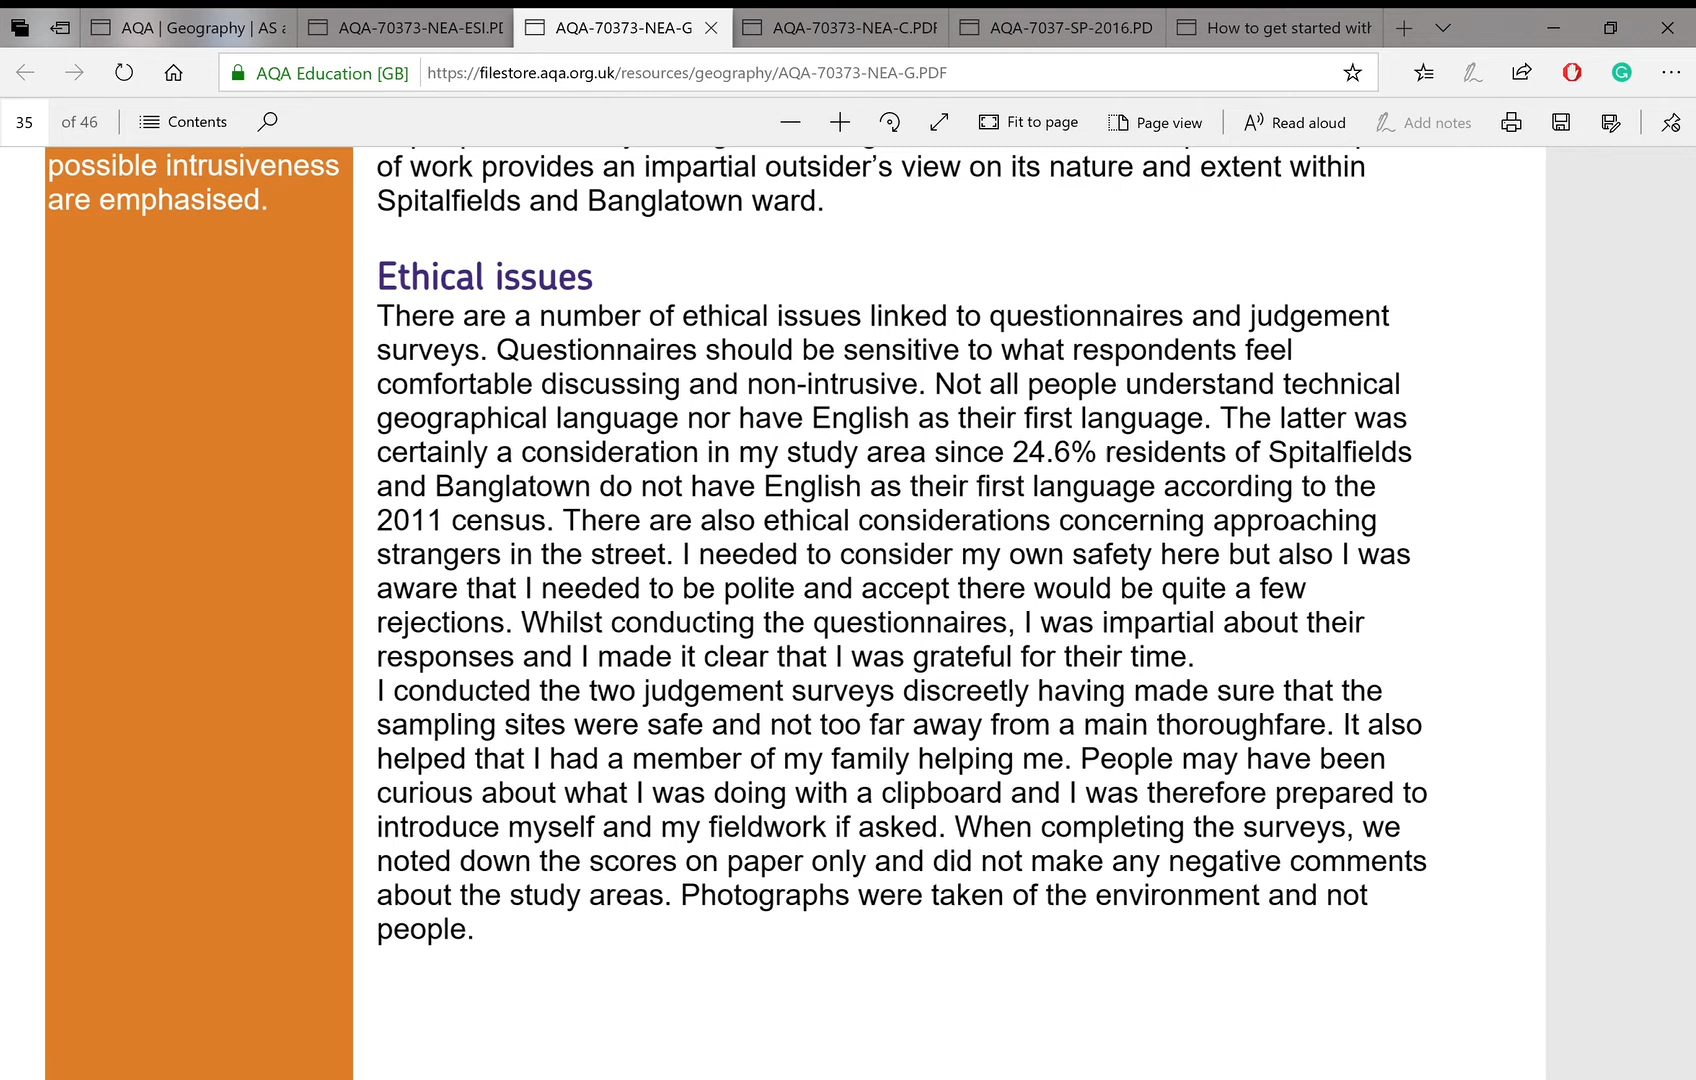 AQA | Geography | AS a
AQA-70373-NEA-ESI.PD
AQA-70373-NEA-G
AQA-70373-NEA-C.PDF
AQA-7037-SP-2016.PD
How to get started with
AQA Education [GB]
https://filestore.aqa.org.uk/resources/geography/AQA-70373-NEA-G.PDF
35 of 46
Contents
Fit to page
Page view
Read aloud
Add notes
possible intrusiveness
are emphasised.
of work provides an impartial outsider’s view on its nature and extent within
Spitalfields and Banglatown ward.
Ethical issues
There are a number of ethical issues linked to questionnaires and judgement
surveys. Questionnaires should be sensitive to what respondents feel
comfortable discussing and non-intrusive. Not all people understand technical
geographical language nor have English as their first language. The latter was
certainly a consideration in my study area since 24.6% residents of Spitalfields
and Banglatown do not have English as their first language according to the
2011 census. There are also ethical considerations concerning approaching
strangers in the street. I needed to consider my own safety here but also I was
aware that I needed to be polite and accept there would be quite a few
rejections. Whilst conducting the questionnaires, I was impartial about their
responses and I made it clear that I was grateful for their time.
I conducted the two judgement surveys discreetly having made sure that the
sampling sites were safe and not too far away from a main thoroughfare. It also
helped that I had a member of my family helping me. People may have been
curious about what I was doing with a clipboard and I was therefore prepared to
introduce myself and my fieldwork if asked. When completing the surveys, we
noted down the scores on paper only and did not make any negative comments
about the study areas. Photographs were taken of the environment and not
people.